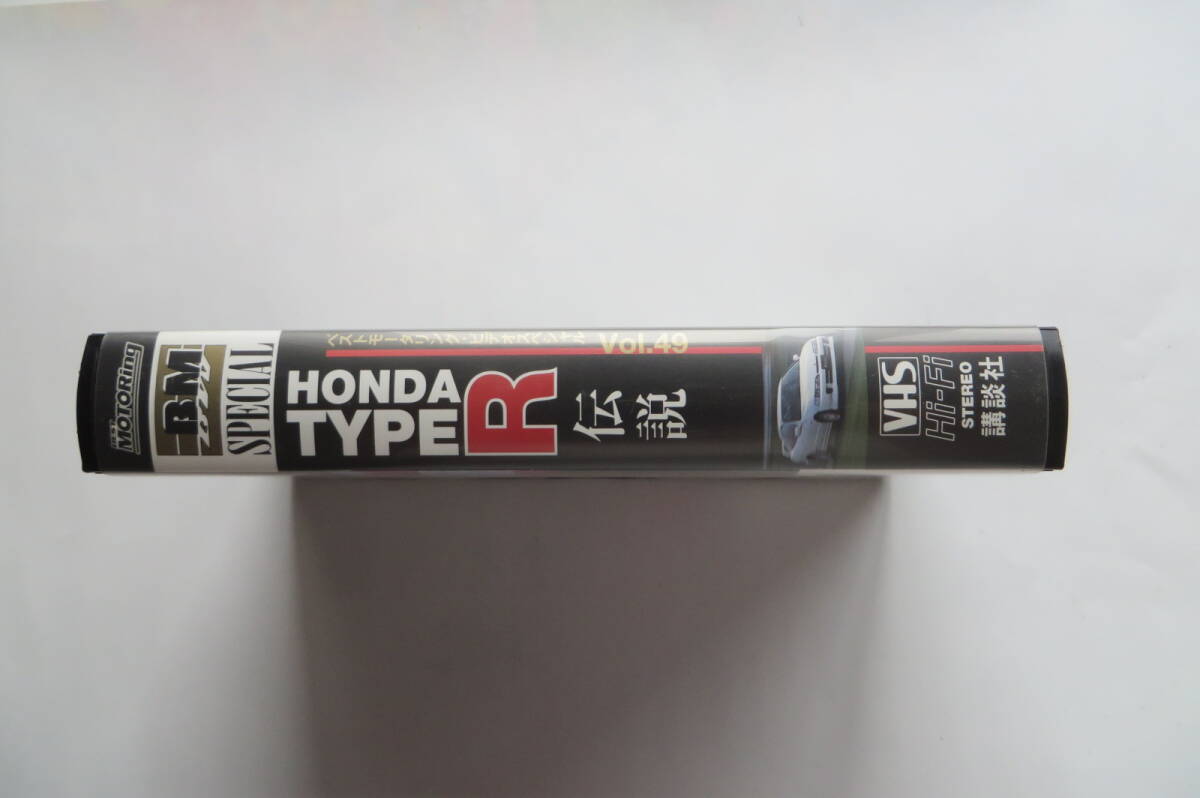 BEST MOTORing
BM
SPECIAL
ベストモータリング・ビデオスペシャル Vol.49
HONDA
TYPE R
伝説
VHS
Hi-Fi
STEREO
講談社